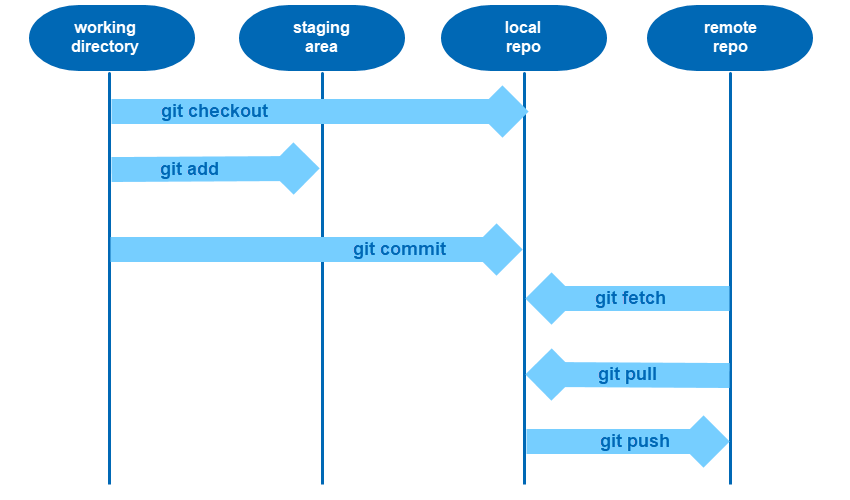 working
directory
staging
area
local
repo
remote
repo
git checkout
git add
git commit
git fetch
git pull
git push